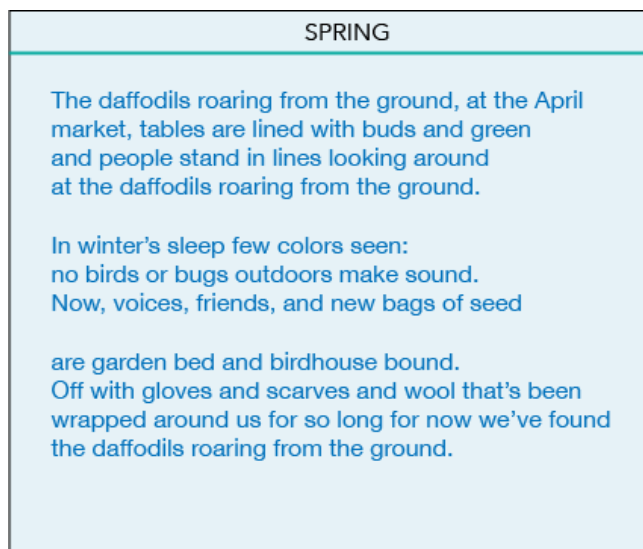 SPRING
The daffodils roaring from the ground, at the April
market, tables are lined with buds and green
and people stand in lines looking around
at the daffodils roaring from the ground.
In winter's sleep few colors seen:
no birds or bugs outdoors make sound.
Now, voices, friends, and new bags of seed
are garden bed and birdhouse bound.
Off with gloves and scarves and wool that's been
wrapped around us for so long for now we've found
the daffodils roaring from the ground.